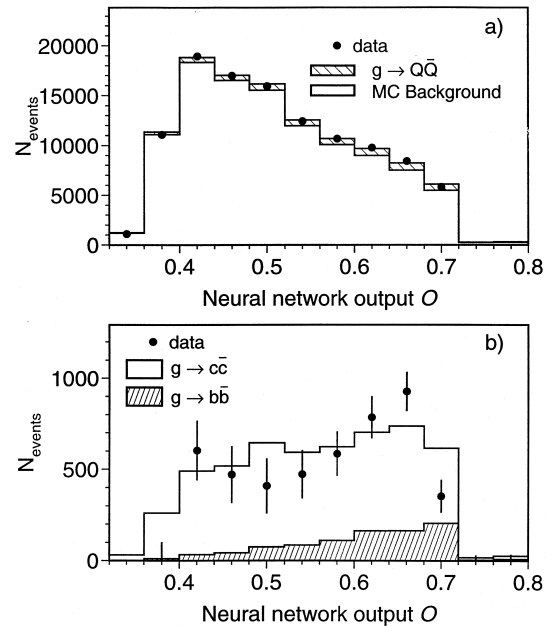 a)
20000
15000
10000
5000
0
N events
data
g → QQ̄
MC Background
0.4 0.5 0.6 0.7 0.8
Neural network output O
b)
1000
500
0
N events
data
g → cc̄
g → bb̄
0.4 0.5 0.6 0.7 0.8
Neural network output O